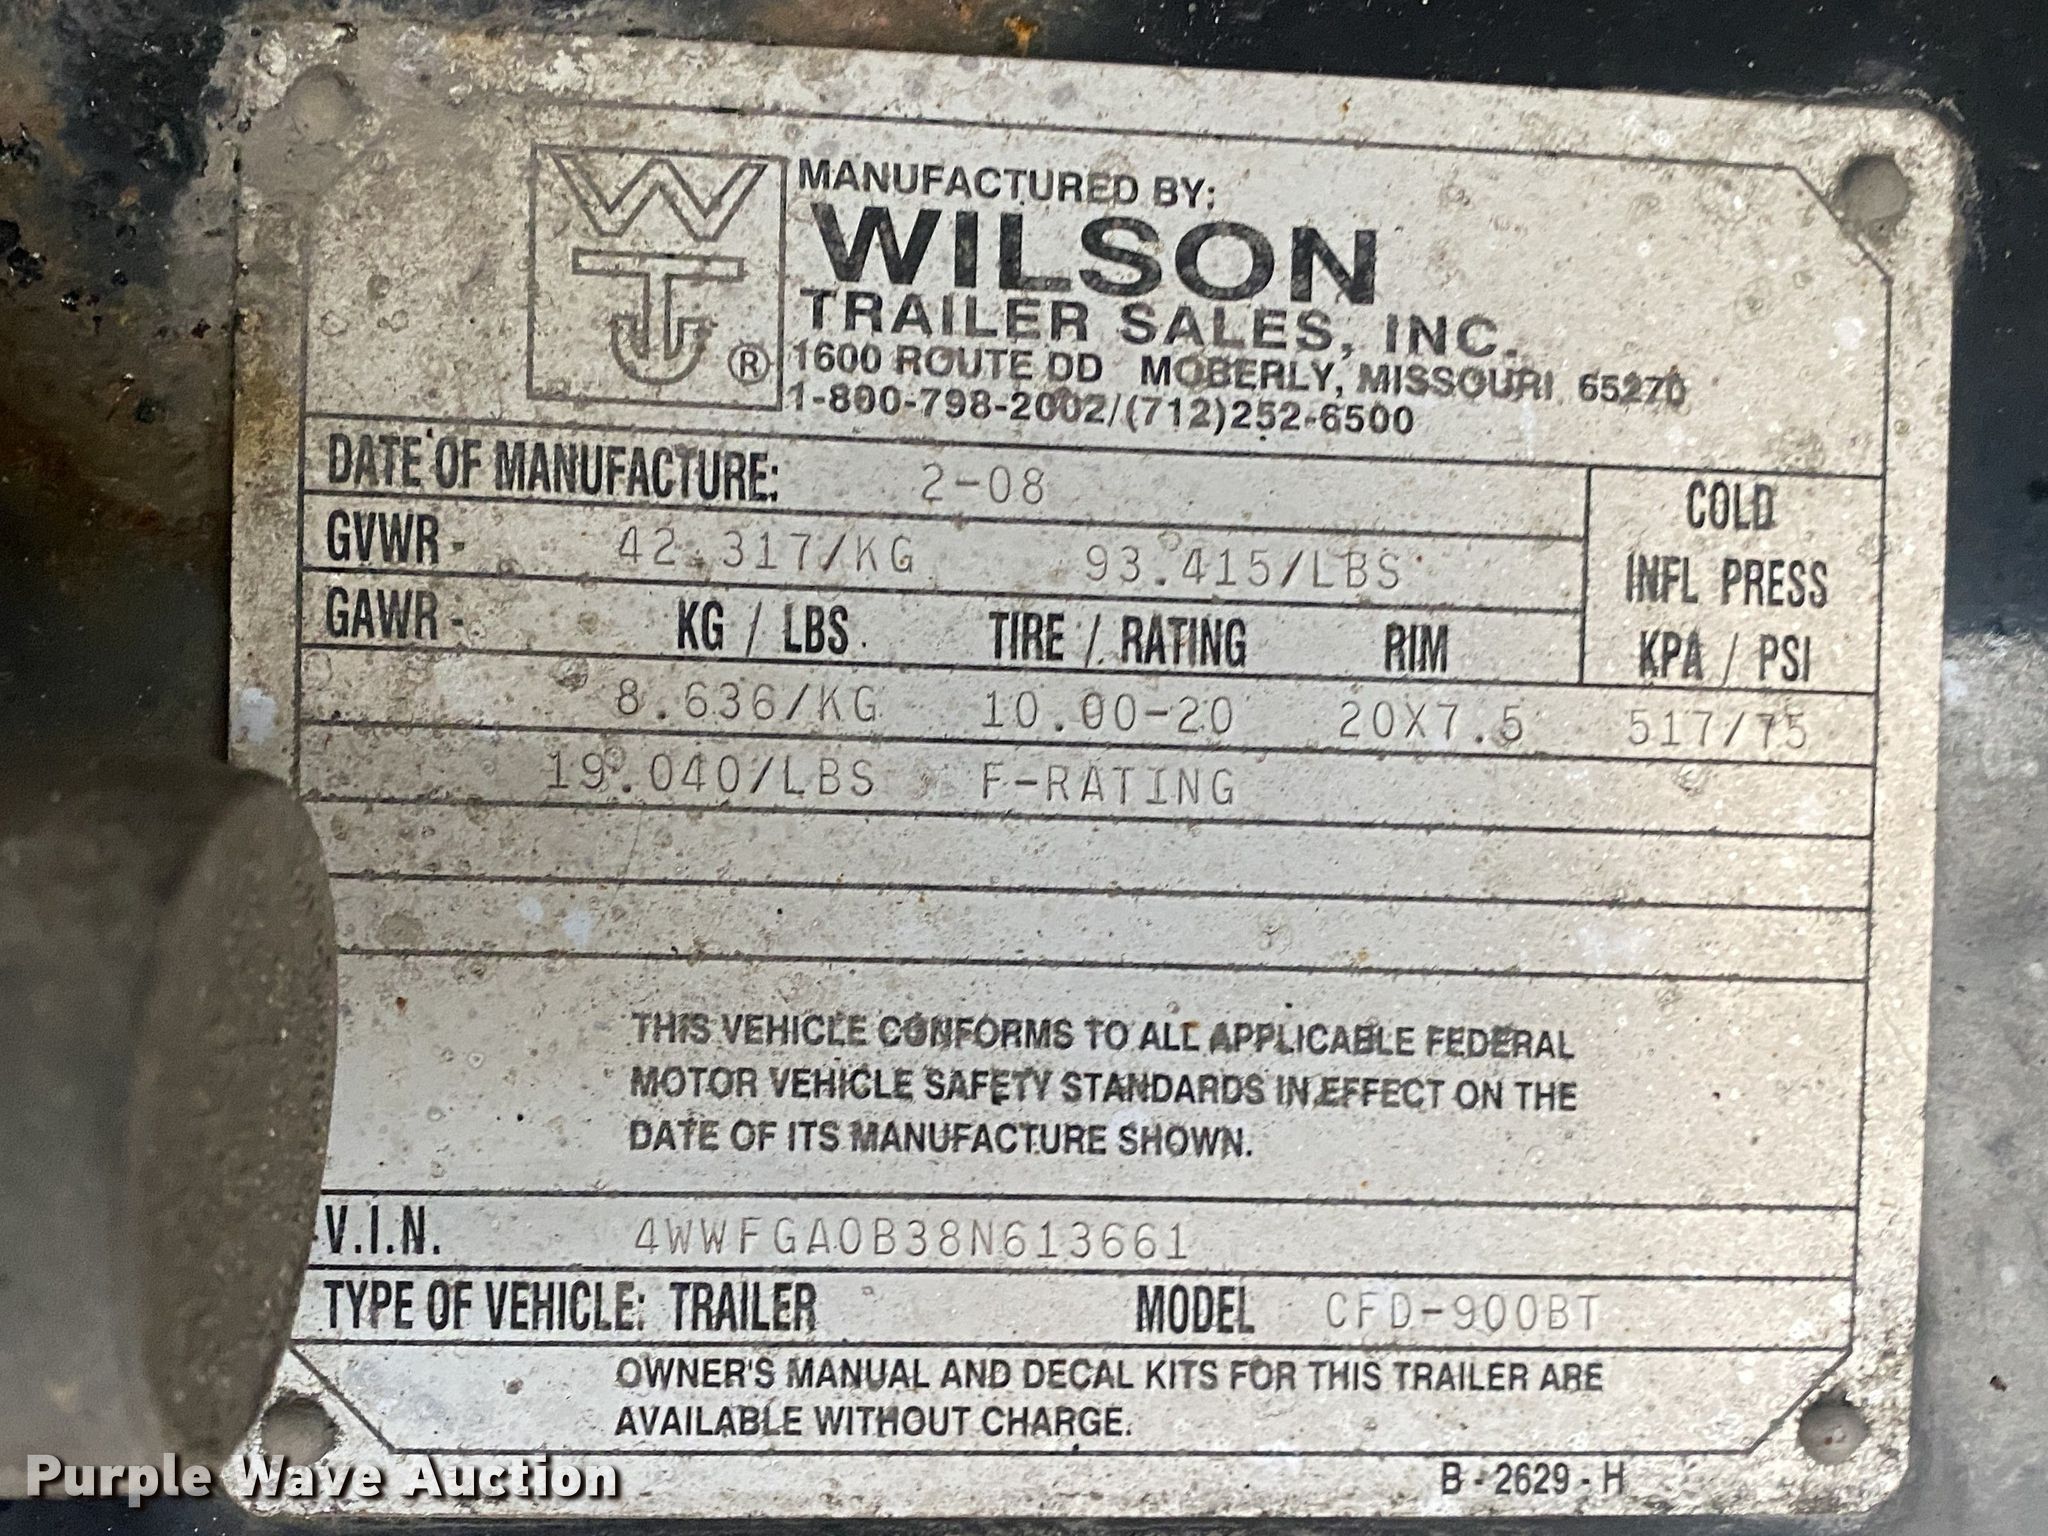 WT ®
MANUFACTURED BY:
WILSON
TRAILER SALES, INC.
1600 ROUTE DD MOBERLY, MISSOURI 65270
1-800-798-2002/(712)252-6500
DATE OF MANUFACTURE: 2-08
COLD
INFL PRESS
KPA / PSI
GVWR - 42.317/KG 93.415/LBS
GAWR - KG / LBS. TIRE / RATING RIM
8.636/KG 10.00-20 20X7.5 517/75
19.040/LBS F-RATING
THIS VEHICLE CONFORMS TO ALL APPLICABLE FEDERAL
MOTOR VEHICLE SAFETY STANDARDS IN EFFECT ON THE
DATE OF ITS MANUFACTURE SHOWN.
V.I.N. 4WWFGA0B38N613661
TYPE OF VEHICLE: TRAILER MODEL CFD-900BT
OWNER'S MANUAL AND DECAL KITS FOR THIS TRAILER ARE
AVAILABLE WITHOUT CHARGE.
B - 2629 - H
Purple Wave Auction